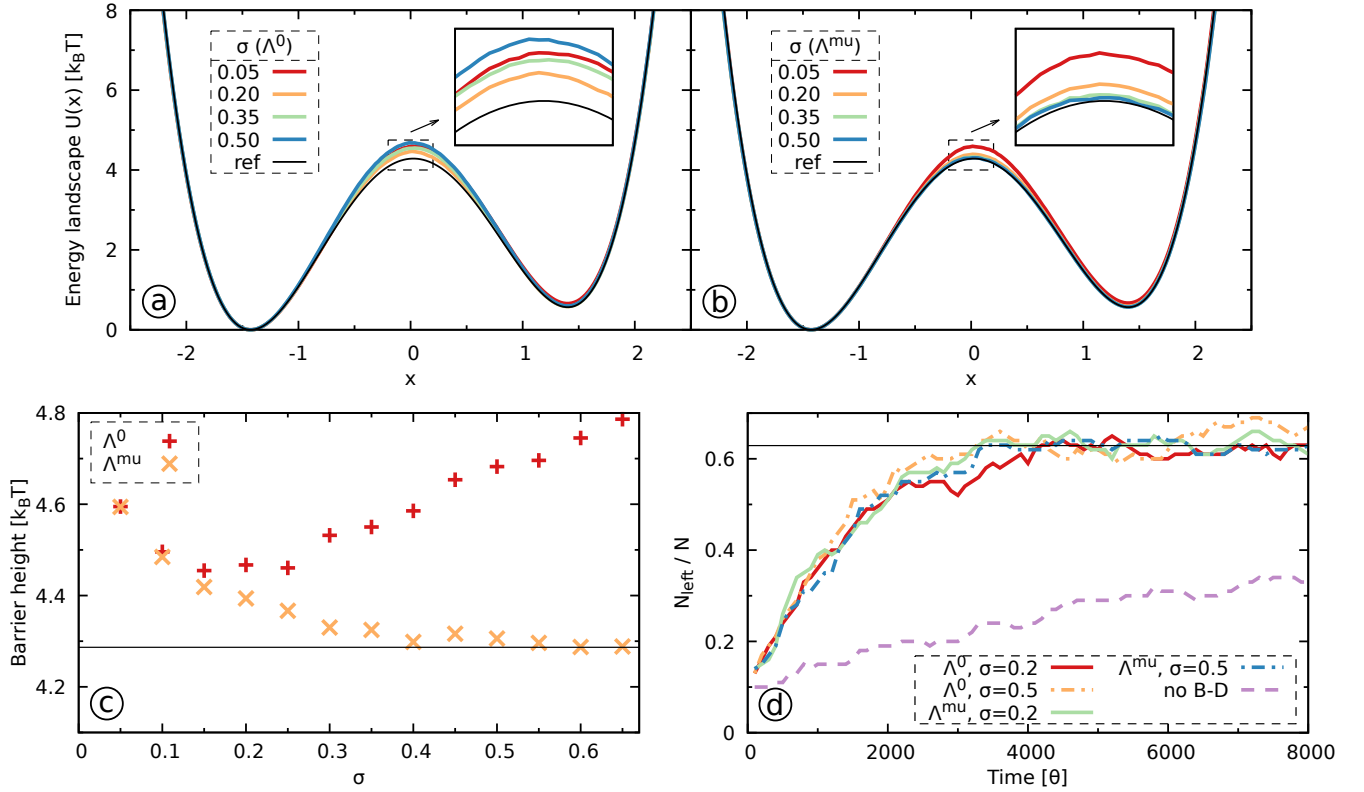 Energy landscape U(x) [k_BT]
8
6
4
2
0
σ (Λ^0)
0.05
0.20
0.35
0.50
ref
a
-2 -1 0 1 2
x
σ (Λ^mu)
0.05
0.20
0.35
0.50
ref
b
-2 -1 0 1 2
x
Barrier height [k_BT]
4.8
4.6
4.4
4.2
Λ^0
Λ^mu
c
0 0.1 0.2 0.3 0.4 0.5 0.6
σ
N_left / N
0.6
0.4
0.2
0
Λ^0, σ=0.2
Λ^0, σ=0.5
Λ^mu, σ=0.2
Λ^mu, σ=0.5
no B-D
d
0 2000 4000 6000 8000
Time [θ]